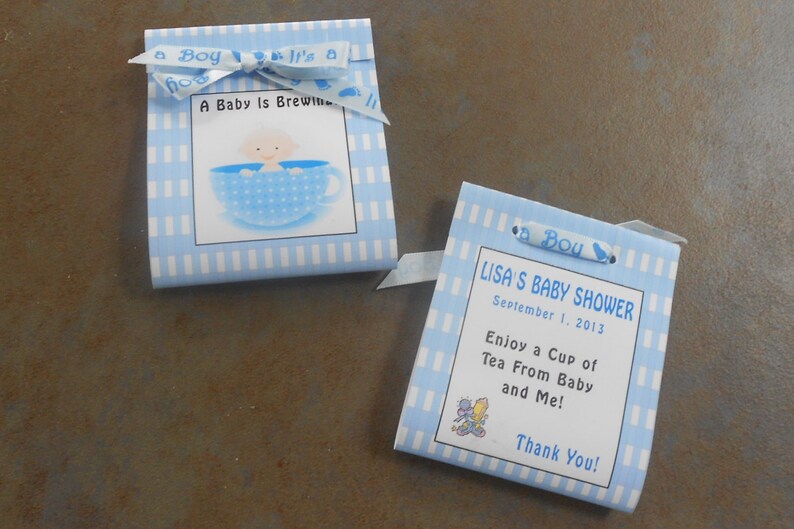 a Boy It's a
Boy
A Baby Is Brewing
a Boy
LISA'S BABY SHOWER
September 1, 2013
Enjoy a Cup of
Tea From Baby
and Me!
Thank You!